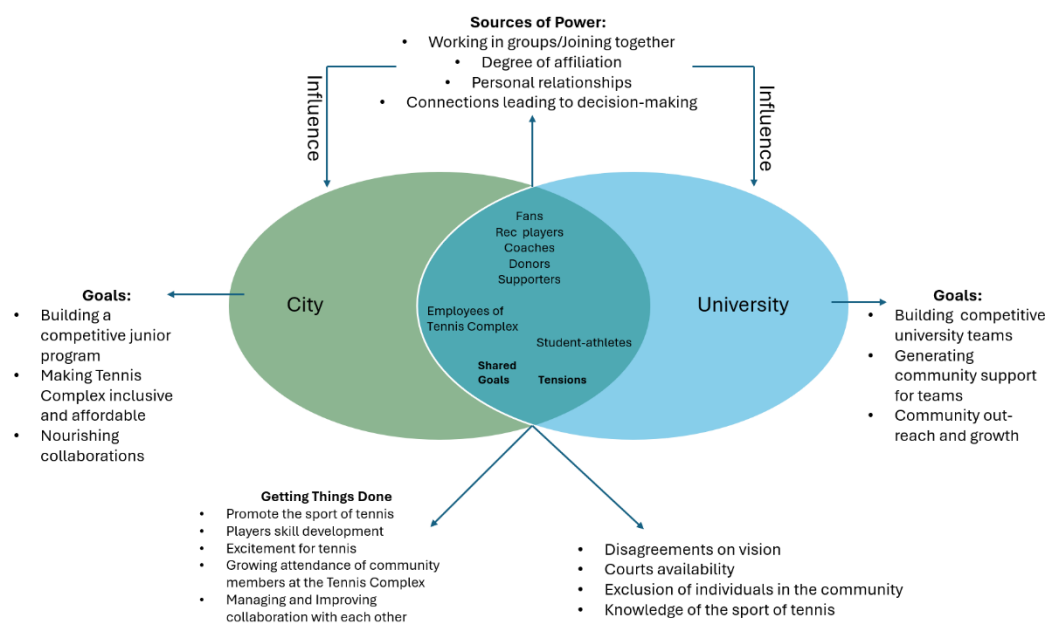 Sources of Power:
• Working in groups/Joining together
• Degree of affiliation
• Personal relationships
• Connections leading to decision-making
Influence
Influence
Fans
Rec players
Coaches
Donors
Supporters
Employees of
Tennis Complex
Student-athletes
Shared
Goals
Tensions
City
University
Goals:
• Building a
competitive junior
program
• Making Tennis
Complex inclusive
and affordable
• Nourishing
collaborations
Goals:
• Building competitive
university teams
• Generating
community support
for teams
• Community out-
reach and growth
Getting Things Done
• Promote the sport of tennis
• Players skill development
• Excitement for tennis
• Growing attendance of community
members at the Tennis Complex
• Managing and Improving
collaboration with each other
• Disagreements on vision
• Courts availability
• Exclusion of individuals in the community
• Knowledge of the sport of tennis